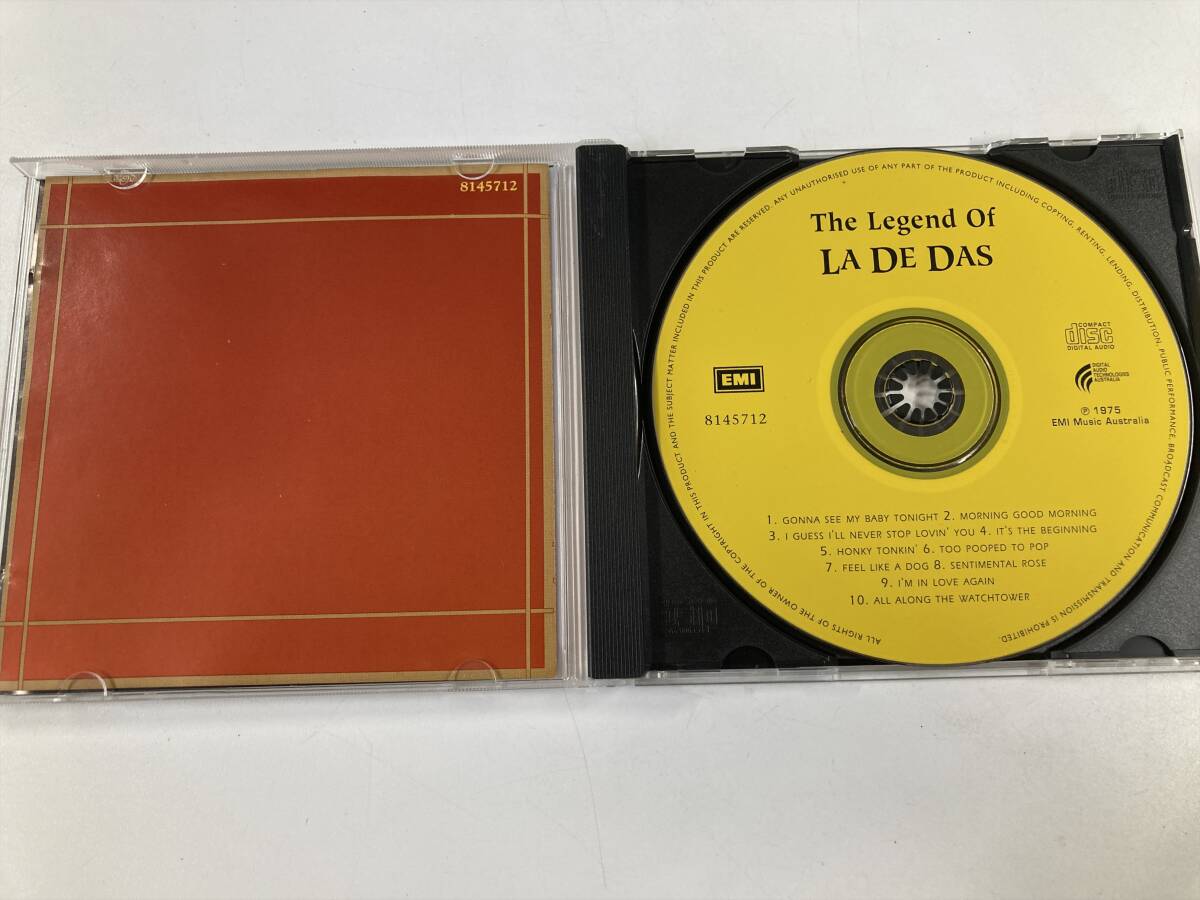 8145712
ALL RIGHTS OF THE OWNER OF THE COPYRIGHT IN THIS PRODUCT AND THE SUBJECT MATTER INCLUDED IN THIS PRODUCT ARE RESERVED. ANY UNAUTHORISED USE OF ANY PART OF THE PRODUCT INCLUDING COPYING, RENTING, LENDING, DISTRIBUTION, PUBLIC PERFORMANCE, BROADCAST COMMUNICATION AND TRANSMISSION IS PROHIBITED.
The Legend Of
LA DE DAS
COMPACT
disc
DIGITAL AUDIO
EMI
8145712
DIGITAL
AUDIO
TECHNOLOGIES
AUSTRALIA
℗ 1975
EMI Music Australia
1. GONNA SEE MY BABY TONIGHT 2. MORNING GOOD MORNING
3. I GUESS I'LL NEVER STOP LOVIN' YOU 4. IT'S THE BEGINNING
5. HONKY TONKIN' 6. TOO POOPED TO POP
7. FEEL LIKE A DOG 8. SENTIMENTAL ROSE
9. I'M IN LOVE AGAIN
10. ALL ALONG THE WATCHTOWER